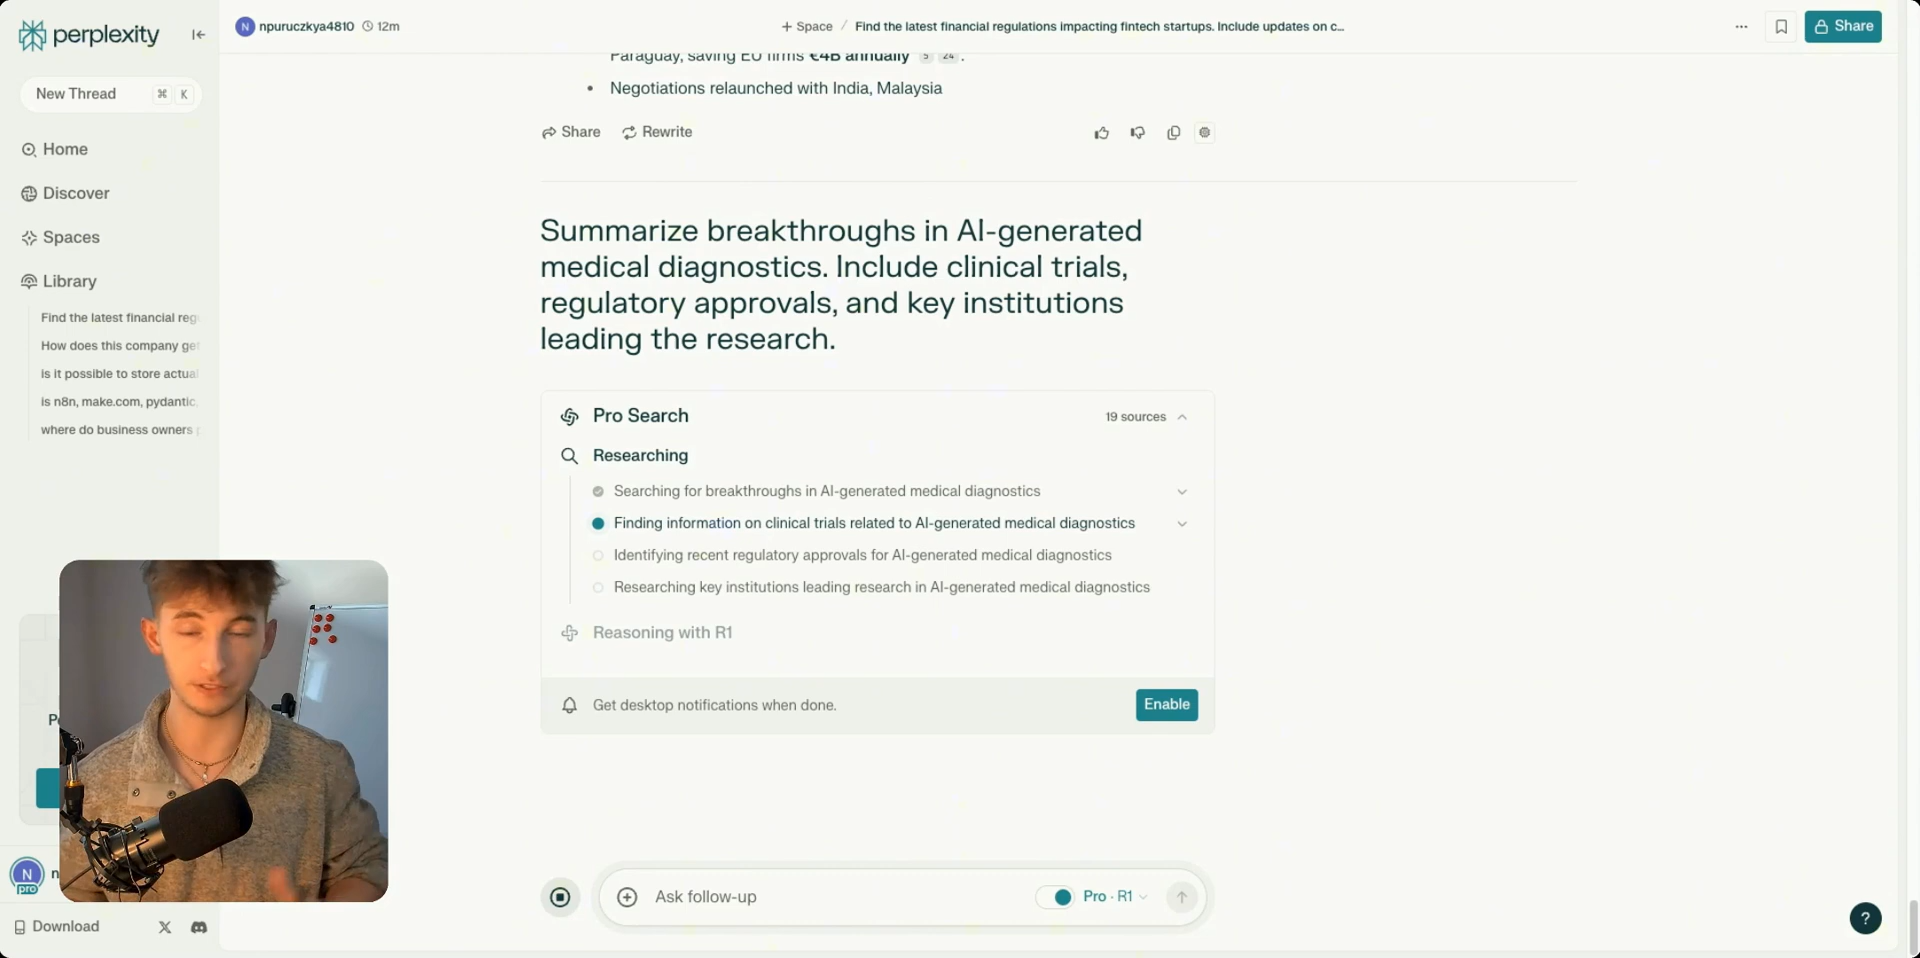 perplexity
New Thread ⌘ K
Home
Discover
Spaces
Library
Find the latest financial reg
How does this company get
is it possible to store actual
is n8n, make.com, pydantic,
where do business owners
N
pro
Download
N npuruczkya4810 12m
+ Space / Find the latest financial regulations impacting fintech startups. Include updates on c...
Share
Paraguay, saving EU firms €4B annually 5 24 .
• Negotiations relaunched with India, Malaysia
Share Rewrite
Summarize breakthroughs in AI-generated
medical diagnostics. Include clinical trials,
regulatory approvals, and key institutions
leading the research.
Pro Search 19 sources
Researching
Searching for breakthroughs in AI-generated medical diagnostics
Finding information on clinical trials related to AI-generated medical diagnostics
Identifying recent regulatory approvals for AI-generated medical diagnostics
Researching key institutions leading research in AI-generated medical diagnostics
Reasoning with R1
Get desktop notifications when done. Enable
Ask follow-up Pro · R1
?